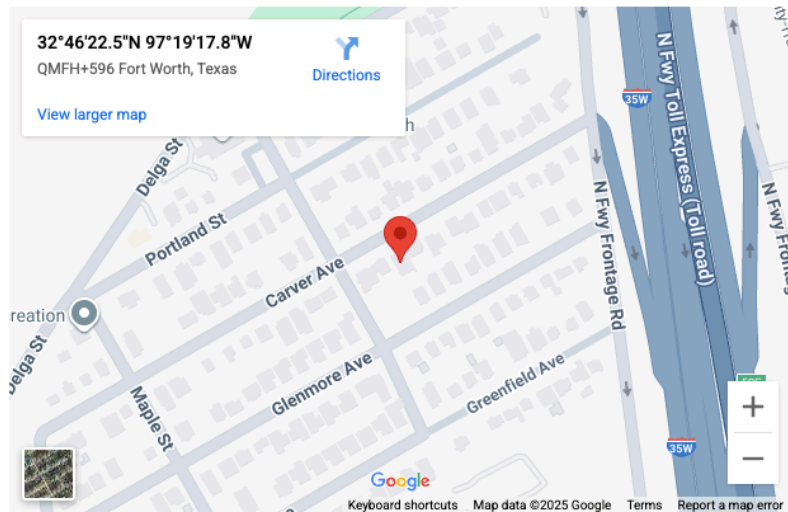 32°46'22.5"N 97°19'17.8"W
QMFH+596 Fort Worth, Texas
Directions
View larger map
h
Delga St
Portland St
Carver Ave
reation
Delga St
Maple St
Glenmore Ave
Greenfield Ave
N Fwy Frontage Rd
35W
N Fwy Toll Express (Toll road)
N Fwy Frontag
35W
Google
Keyboard shortcuts
Map data ©2025 Google
Terms
Report a map error